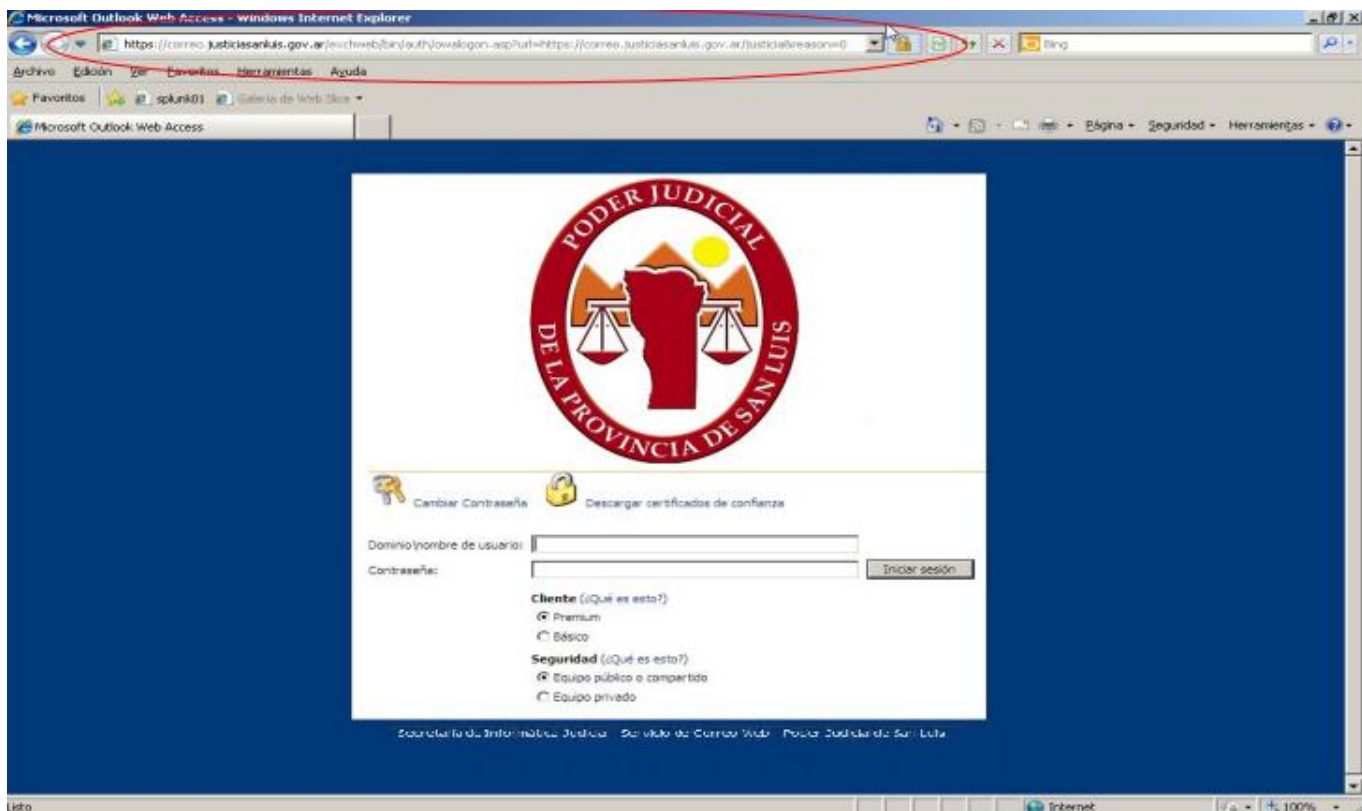 Microsoft Outlook Web Access - Windows Internet Explorer
https://correo.justiciasanluis.gov.ar/exchweb/bin/auth/owalogon.asp?url=https://correo.justiciasanluis.gov.ar/justicia&reason=0
Bing
Archivo Edición Ver Favoritos Herramientas Ayuda
Favoritos splunk01 Galería de Web Slice
Microsoft Outlook Web Access
Página Seguridad Herramientas
PODER JUDICIAL
DE LA PROVINCIA DE SAN LUIS
Cambiar Contraseña Descargar certificados de confianza
Dominio\nombre de usuario:
Contraseña: Iniciar sesión
Cliente (¿Qué es esto?)
Premium
Básico
Seguridad (¿Qué es esto?)
Equipo público o compartido
Equipo privado
Secretaría de Informática Judicial Servicio de Correo Web Poder Judicial de San Luis
Listo Internet 100%